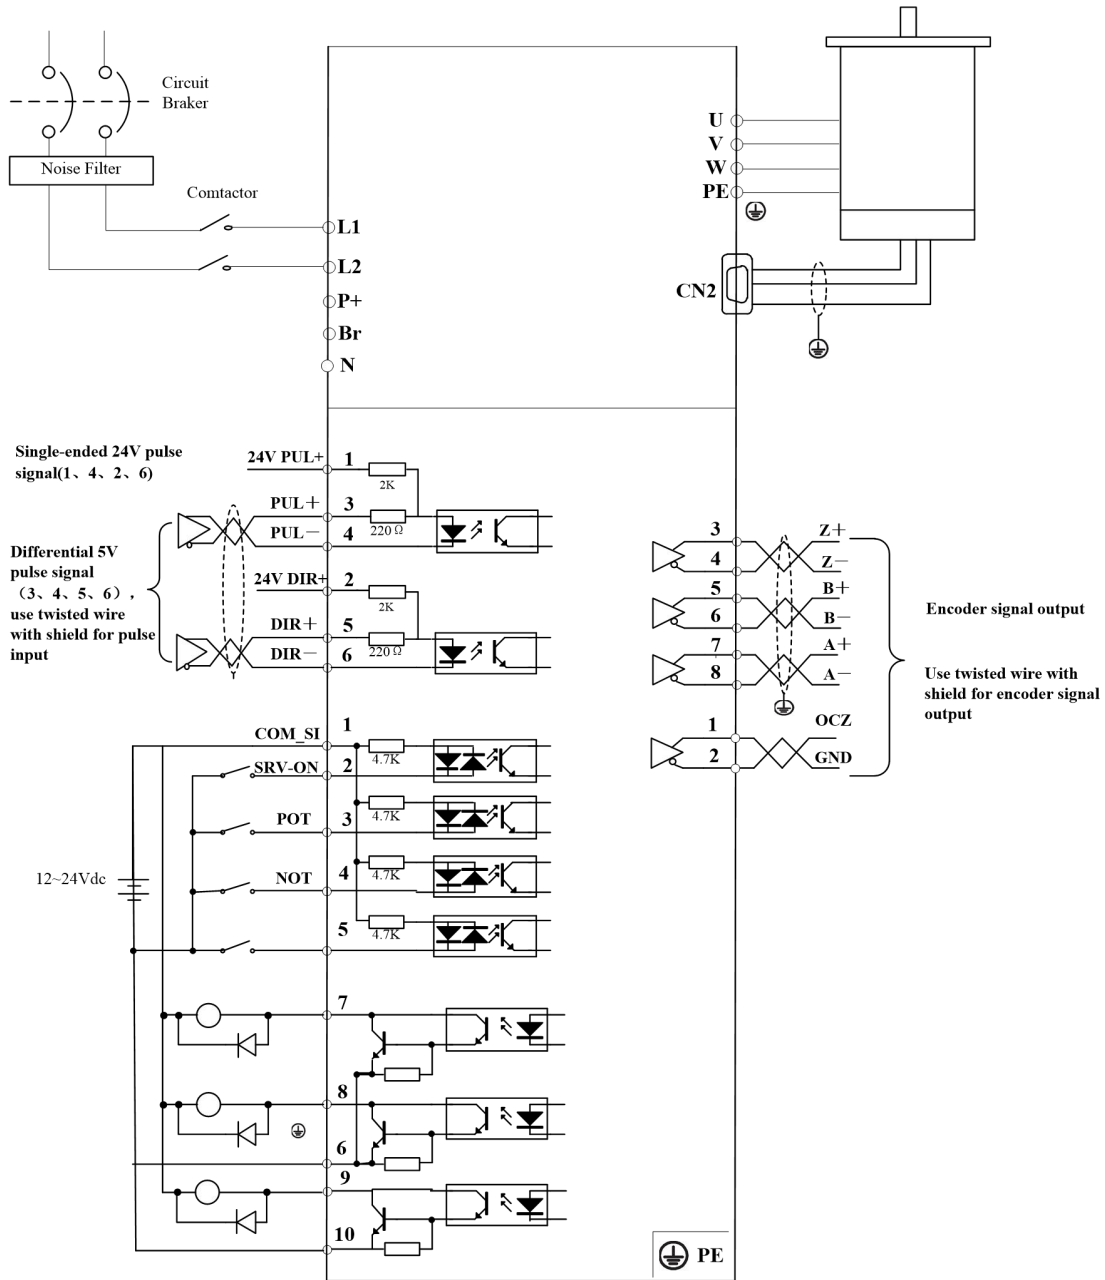 Circuit
Braker
Noise Filter
Comtactor
L1
L2
P+
Br
N
U
V
W
PE
CN2
Single-ended 24V pulse
signal(1、4、2、6)
24V PUL+
1
2K
PUL+
3
220Ω
PUL−
4
Differential 5V
pulse signal
（3、4、5、6），
use twisted wire
with shield for pulse
input
24V DIR+
2
2K
DIR+
5
220Ω
DIR−
6
3
Z+
4
Z−
5
B+
6
B−
7
A+
8
A−
1
OCZ
2
GND
Encoder signal output
Use twisted wire with
shield for encoder signal
output
COM_SI
1
4.7K
SRV-ON
2
4.7K
POT
3
4.7K
NOT
4
4.7K
5
12~24Vdc
7
8
6
9
10
PE